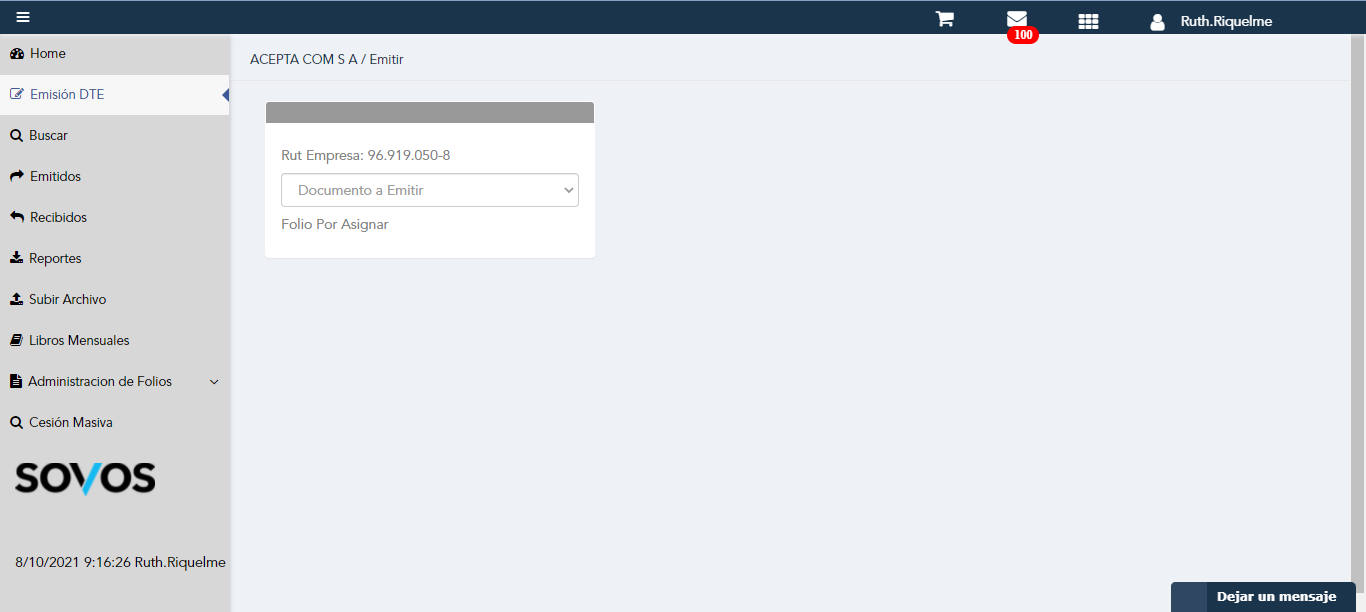 100
Ruth.Riquelme
Home
Emisión DTE
Buscar
Emitidos
Recibidos
Reportes
Subir Archivo
Libros Mensuales
Administracion de Folios
Cesión Masiva
SOVOS
8/10/2021 9:16:26 Ruth.Riquelme
ACEPTA COM S A / Emitir
Rut Empresa: 96.919.050-8
Documento a Emitir
Folio Por Asignar
Dejar un mensaje